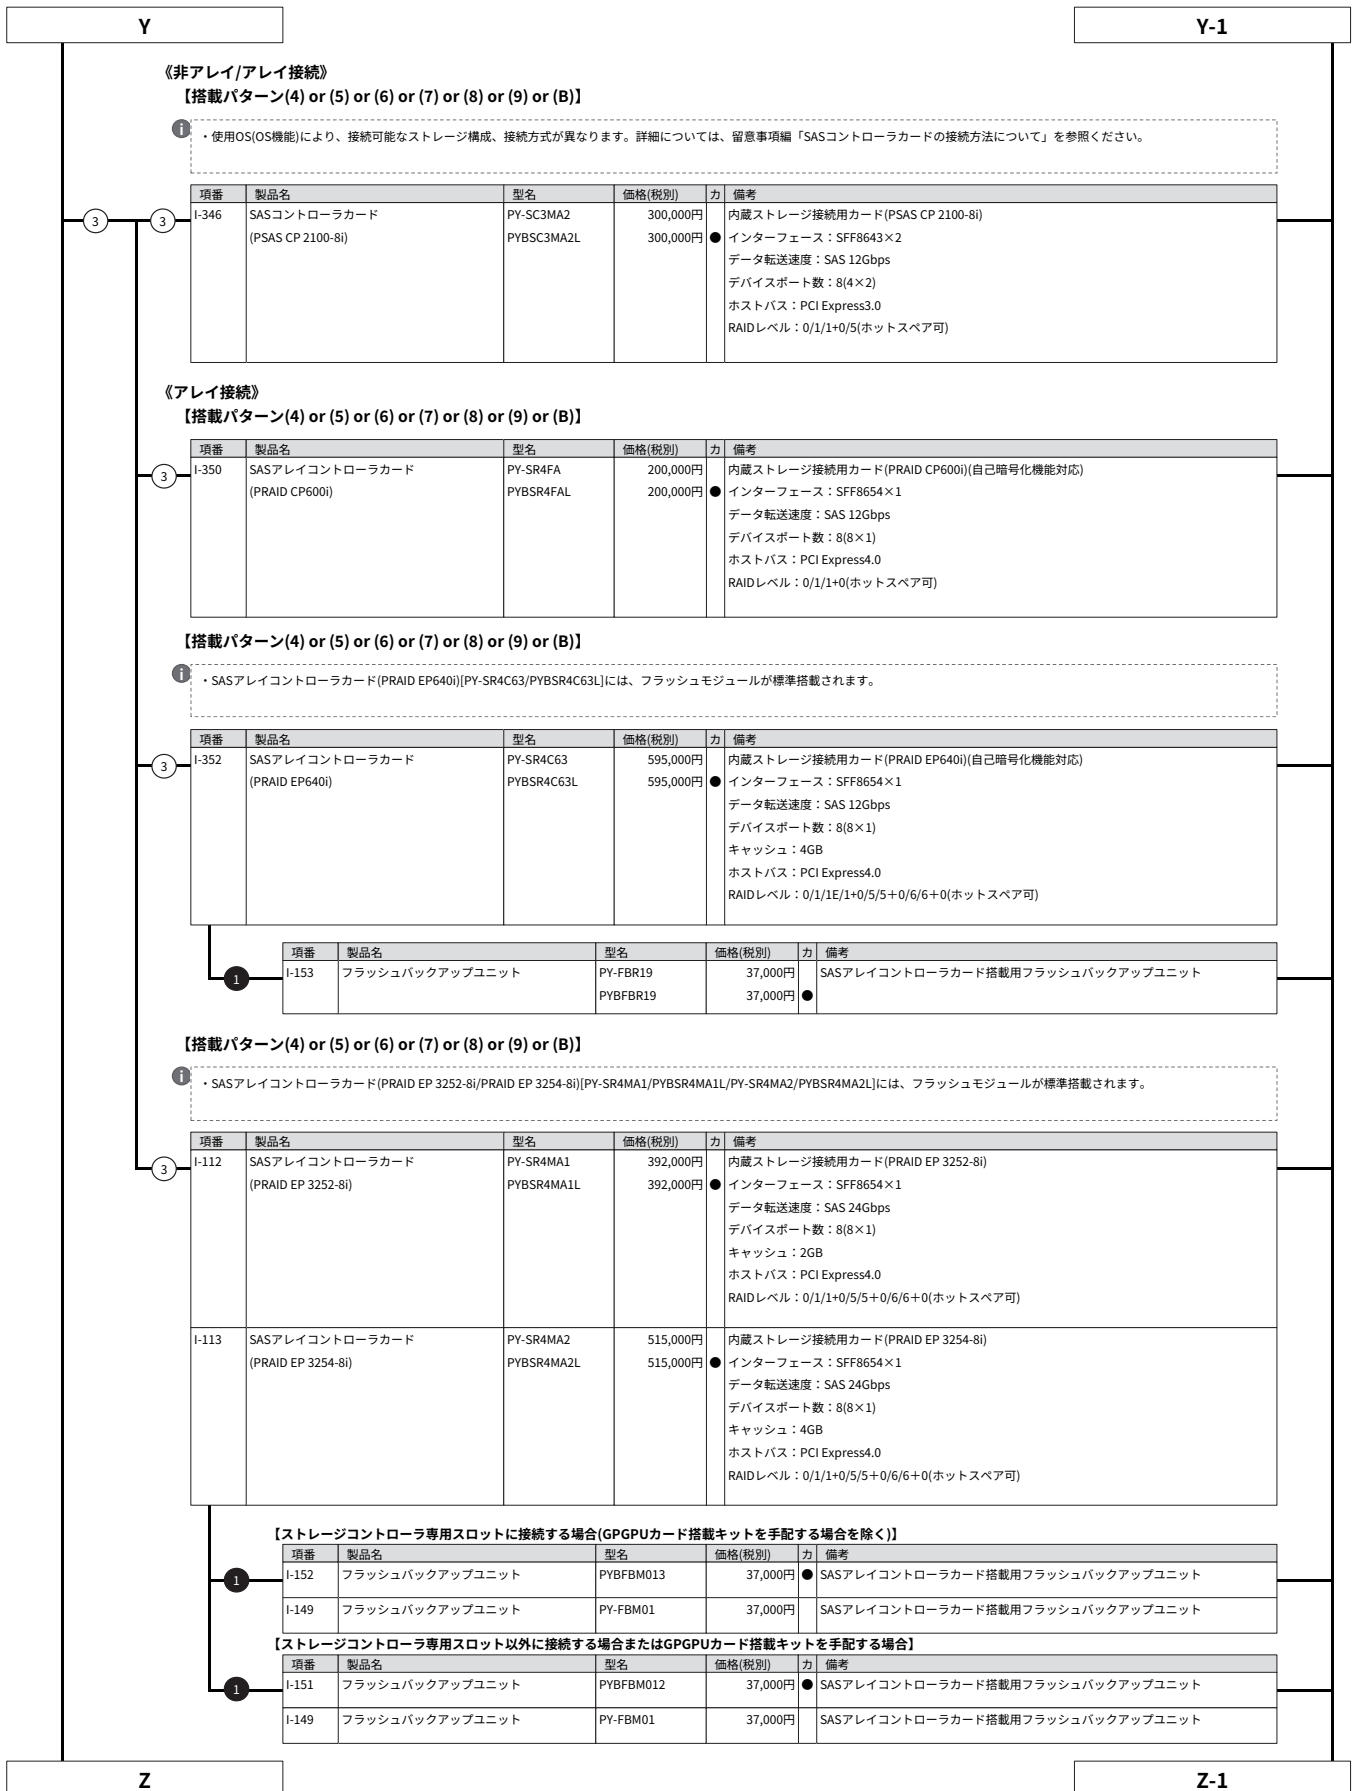 Y
Y-1
《非アレイ/アレイ接続》
【搭載パターン(4) or (5) or (6) or (7) or (8) or (9) or (B)】
i
・使用OS(OS機能)により、接続可能なストレージ構成、接続方式が異なります。詳細については、留意事項編「SASコントローラカードの接続方法について」を参照ください。
項番 製品名 型名 価格(税別) カ 備考
3 3 I-346 SASコントローラカード PY-SC3MA2 300,000円 内蔵ストレージ接続用カード(PSAS CP 2100-8i)
(PSAS CP 2100-8i) PYBSC3MA2L 300,000円 ● インターフェース：SFF8643×2
データ転送速度：SAS 12Gbps
デバイスポート数：8(4×2)
ホストバス：PCI Express3.0
RAIDレベル：0/1/1+0/5(ホットスペア可)
《アレイ接続》
【搭載パターン(4) or (5) or (6) or (7) or (8) or (9) or (B)】
項番 製品名 型名 価格(税別) カ 備考
3 I-350 SASアレイコントローラカード PY-SR4FA 200,000円 内蔵ストレージ接続用カード(PRAID CP600i)(自己暗号化機能対応)
(PRAID CP600i) PYBSR4FAL 200,000円 ● インターフェース：SFF8654×1
データ転送速度：SAS 12Gbps
デバイスポート数：8(8×1)
ホストバス：PCI Express4.0
RAIDレベル：0/1/1+0(ホットスペア可)
【搭載パターン(4) or (5) or (6) or (7) or (8) or (9) or (B)】
i
・SASアレイコントローラカード(PRAID EP640i)[PY-SR4C63/PYBSR4C63L]には、フラッシュモジュールが標準搭載されます。
項番 製品名 型名 価格(税別) カ 備考
3 I-352 SASアレイコントローラカード PY-SR4C63 595,000円 内蔵ストレージ接続用カード(PRAID EP640i)(自己暗号化機能対応)
(PRAID EP640i) PYBSR4C63L 595,000円 ● インターフェース：SFF8654×1
データ転送速度：SAS 12Gbps
デバイスポート数：8(8×1)
キャッシュ：4GB
ホストバス：PCI Express4.0
RAIDレベル：0/1/1E/1+0/5/5＋0/6/6＋0(ホットスペア可)
項番 製品名 型名 価格(税別) カ 備考
1 I-153 フラッシュバックアップユニット PY-FBR19 37,000円 SASアレイコントローラカード搭載用フラッシュバックアップユニット
PYBFBR19 37,000円 ●
【搭載パターン(4) or (5) or (6) or (7) or (8) or (9) or (B)】
i
・SASアレイコントローラカード(PRAID EP 3252-8i/PRAID EP 3254-8i)[PY-SR4MA1/PYBSR4MA1L/PY-SR4MA2/PYBSR4MA2L]には、フラッシュモジュールが標準搭載されます。
項番 製品名 型名 価格(税別) カ 備考
3 I-112 SASアレイコントローラカード PY-SR4MA1 392,000円 内蔵ストレージ接続用カード(PRAID EP 3252-8i)
(PRAID EP 3252-8i) PYBSR4MA1L 392,000円 ● インターフェース：SFF8654×1
データ転送速度：SAS 24Gbps
デバイスポート数：8(8×1)
キャッシュ：2GB
ホストバス：PCI Express4.0
RAIDレベル：0/1/1+0/5/5＋0/6/6＋0(ホットスペア可)
I-113 SASアレイコントローラカード PY-SR4MA2 515,000円 内蔵ストレージ接続用カード(PRAID EP 3254-8i)
(PRAID EP 3254-8i) PYBSR4MA2L 515,000円 ● インターフェース：SFF8654×1
データ転送速度：SAS 24Gbps
デバイスポート数：8(8×1)
キャッシュ：4GB
ホストバス：PCI Express4.0
RAIDレベル：0/1/1+0/5/5＋0/6/6＋0(ホットスペア可)
【ストレージコントローラ専用スロットに接続する場合(GPGPUカード搭載キットを手配する場合を除く)】
項番 製品名 型名 価格(税別) カ 備考
1 I-152 フラッシュバックアップユニット PYBFBM013 37,000円 ● SASアレイコントローラカード搭載用フラッシュバックアップユニット
I-149 フラッシュバックアップユニット PY-FBM01 37,000円 SASアレイコントローラカード搭載用フラッシュバックアップユニット
【ストレージコントローラ専用スロット以外に接続する場合またはGPGPUカード搭載キットを手配する場合】
項番 製品名 型名 価格(税別) カ 備考
1 I-151 フラッシュバックアップユニット PYBFBM012 37,000円 ● SASアレイコントローラカード搭載用フラッシュバックアップユニット
I-149 フラッシュバックアップユニット PY-FBM01 37,000円 SASアレイコントローラカード搭載用フラッシュバックアップユニット
Z
Z-1